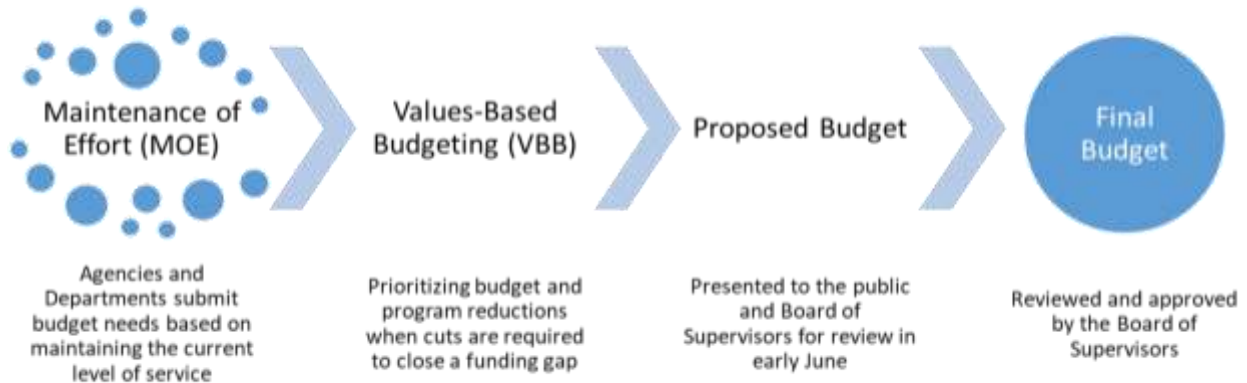 Maintenance of
Effort (MOE)
Values-Based
Budgeting (VBB)
Proposed Budget
Final
Budget
Agencies and
Departments submit
budget needs based on
maintaining the current
level of service
Prioritizing budget and
program reductions
when cuts are required
to close a funding gap
Presented to the public
and Board of
Supervisors for review in
early June
Reviewed and approved
by the Board of
Supervisors